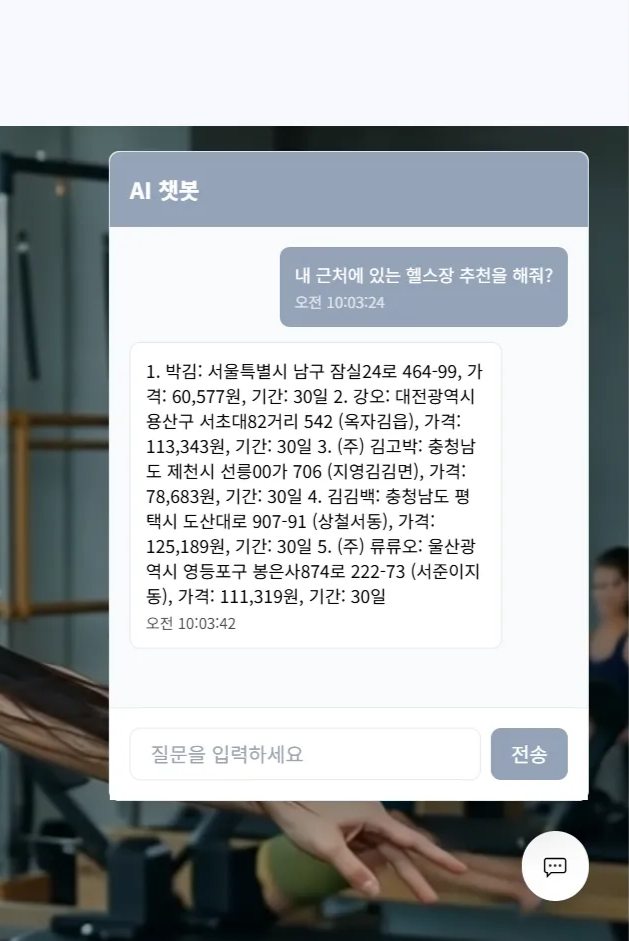 AI 챗봇
내 근처에 있는 헬스장 추천을 해줘?
오전 10:03:24
1. 박김: 서울특별시 남구 잠실24로 464-99, 가
격: 60,577원, 기간: 30일 2. 강오: 대전광역시
용산구 서초대82거리 542 (옥자김읍), 가격:
113,343원, 기간: 30일 3. (주) 김고박: 충청남
도 제천시 선릉00가 706 (지영김김면), 가격:
78,683원, 기간: 30일 4. 김김백: 충청남도 평
택시 도산대로 907-91 (상철서동), 가격:
125,189원, 기간: 30일 5. (주) 류류오: 울산광
역시 영등포구 봉은사874로 222-73 (서준이지
동), 가격: 111,319원, 기간: 30일
오전 10:03:42
질문을 입력하세요
전송